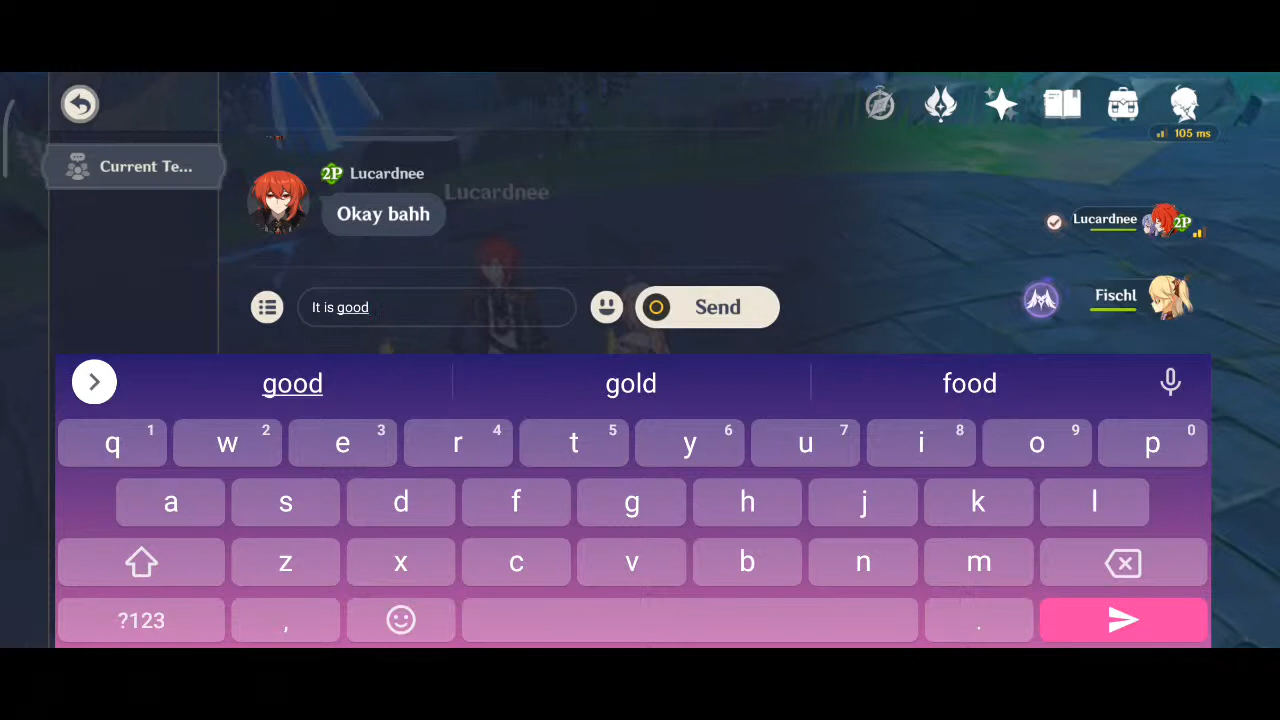 105 ms
Current Te...
2P Lucardnee
Lucardnee
Okay bahh
Lucardnee 2P
It is good
Send
Fischl
good gold food
q 1 w 2 e 3 r 4 t 5 y 6 u 7 i 8 o 9 p 0
a s d f g h j k l
z x c v b n m
?123 , .